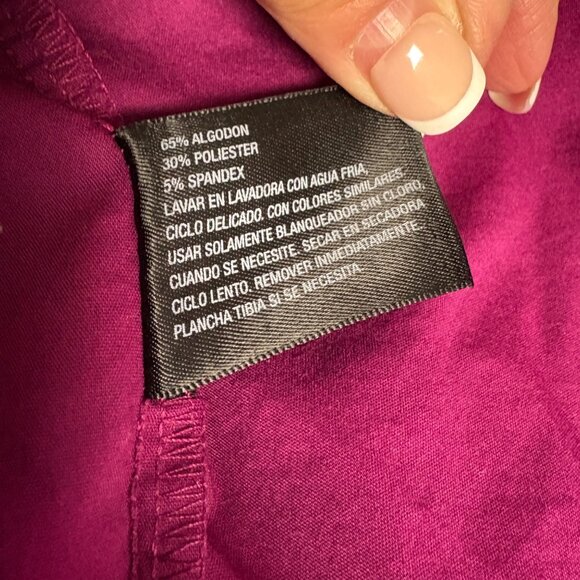 65% ALGODON
30% POLIESTER
5% SPANDEX
LAVAR EN LAVADORA CON AGUA FRIA,
CICLO DELICADO. CON COLORES SIMILARES.
USAR SOLAMENTE BLANQUEADOR SIN CLORO,
CUANDO SE NECESITE. SECAR EN SECADORA
CICLO LENTO. REMOVER INMEDIATAMENTE.
PLANCHA TIBIA SI SE NECESITA.